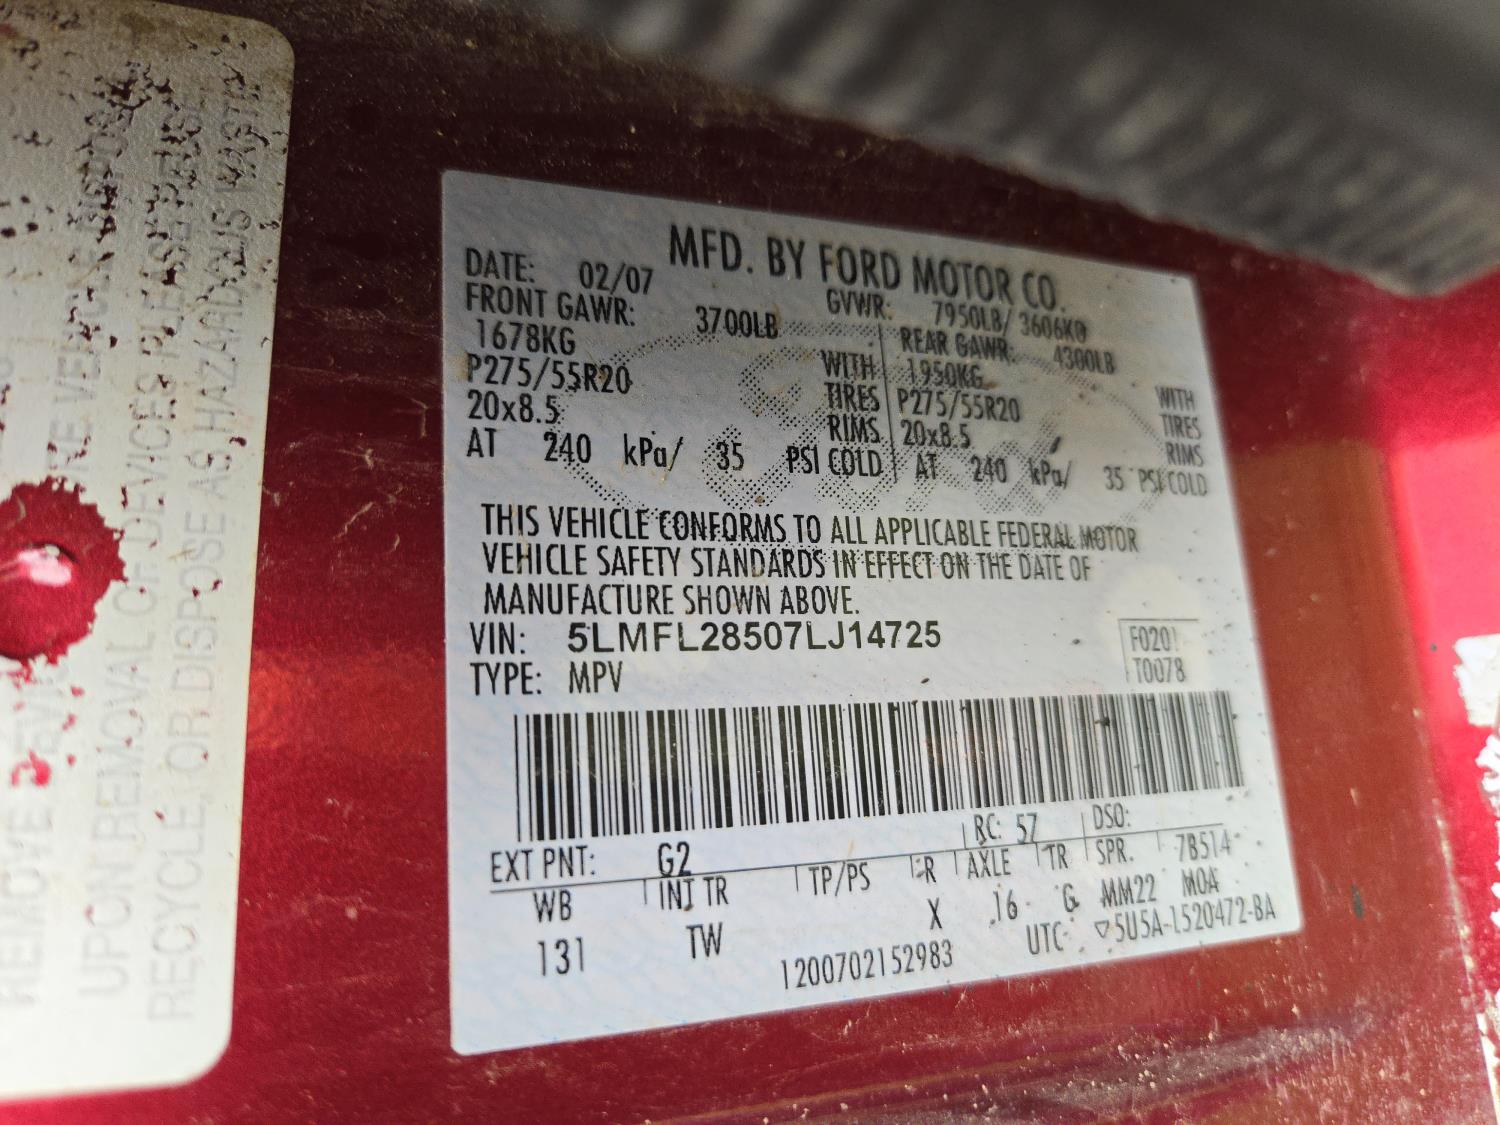 MFD. BY FORD MOTOR CO.
DATE: 02/07 GVWR: 7950LB/ 3606KG
FRONT GAWR: 3700LB REAR GAWR: 4300LB
1678KG WITH 1950KG WITH
P275/55R20 TIRES P275/55R20 TIRES
20x8.5 RIMS 20x8.5 RIMS
AT 240 kPa/ 35 PSI COLD AT 240 kPa/ 35 PSI COLD
THIS VEHICLE CONFORMS TO ALL APPLICABLE FEDERAL MOTOR
VEHICLE SAFETY STANDARDS IN EFFECT ON THE DATE OF
MANUFACTURE SHOWN ABOVE.
VIN: 5LMFL28507LJ14725
TYPE: MPV
F0201
T0078
EXT PNT: G2 RC: 57 DSO:
WB INT TR TP/PS R AXLE TR SPR. 7B514
131 TW X 16 G MM22 MOA
1200702152983 UTC ▽5U5A-1520472-BA
REMOVE DEVICE
UPON REMOVAL OF DEVICES PLEASE REUSE,
RECYCLE, OR DISPOSE AS HAZARDOUS WASTE